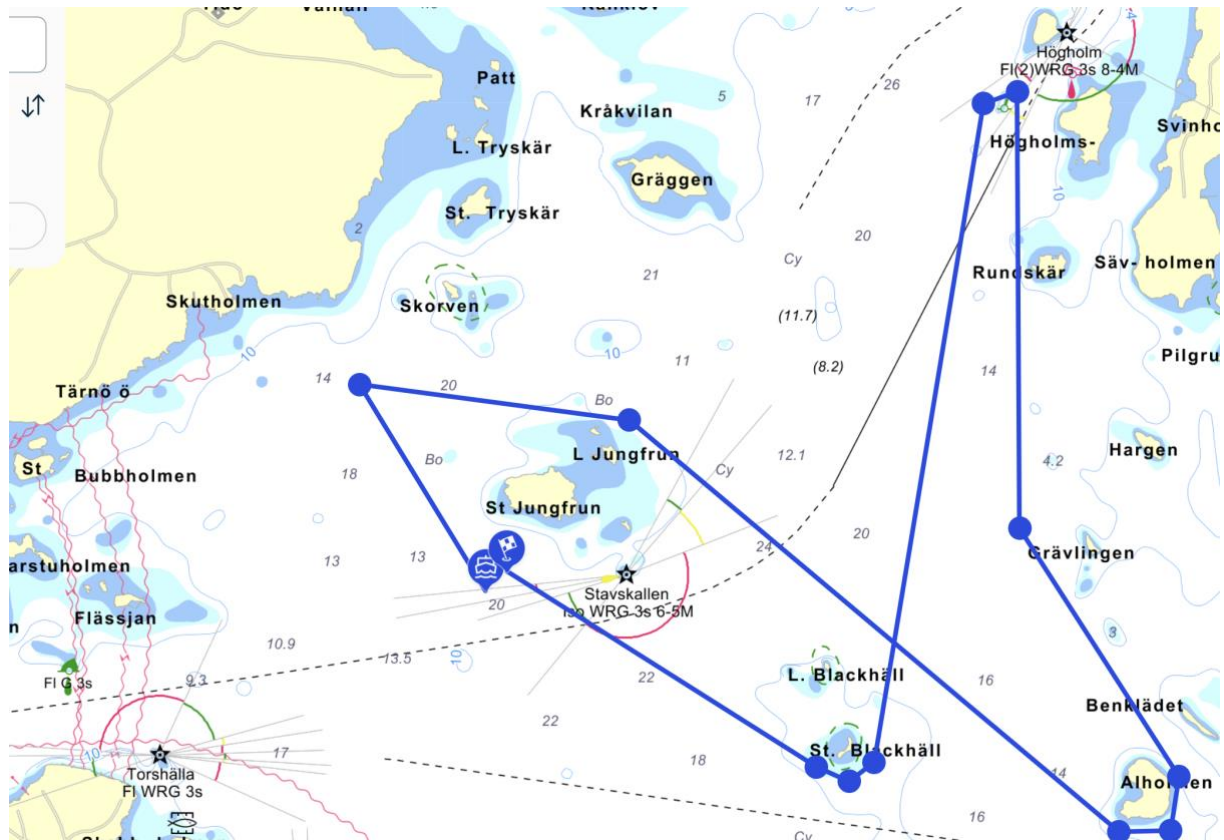 Patt
Kråkvilan
5
17
26
Högholm
Fl(2)WRG 3s 8-4M
L. Tryskär
Högholms-
Gräggen
St. Tryskär
2
10
20
Cy
21
Rundskär
Säv- holmen
Skutholmen
Skorven
(11.7)
10
10
11
(8.2)
14
14
20
Tärnö ö
Bo
Hargen
L Jungfrun
12.1
4.2
Bo
Cy
St
Bubbholmen
18
St Jungfrun
20
24
13
13
Grävlingen
Stavskallen
Iso WRG 3s 6-5M
20
Flässjan
3
10.9
13.5
10
Fl G 3s
9.3
22
L. Blackhäll
16
Benklädet
22
St. Blackhäll
10
17
18
Torshälla
Fl WRG 3s
14
Alholmen
16
Cy